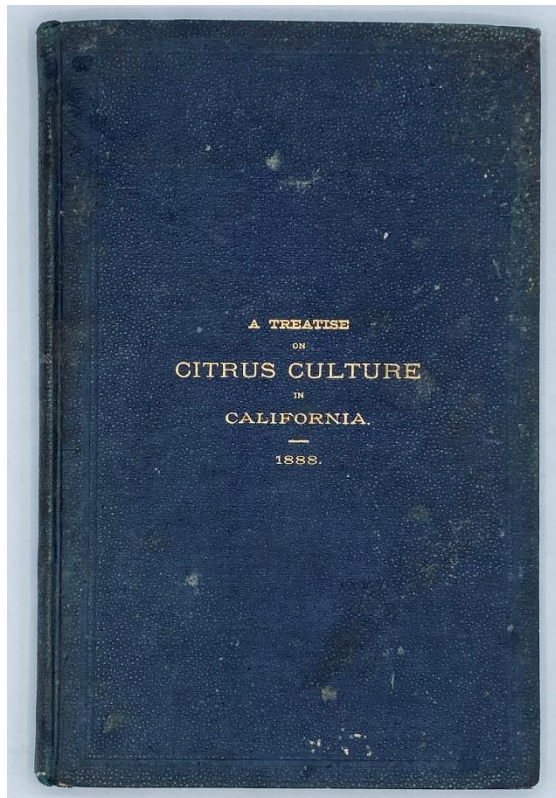 A TREATISE
ON
CITRUS CULTURE
IN
CALIFORNIA.
1888.